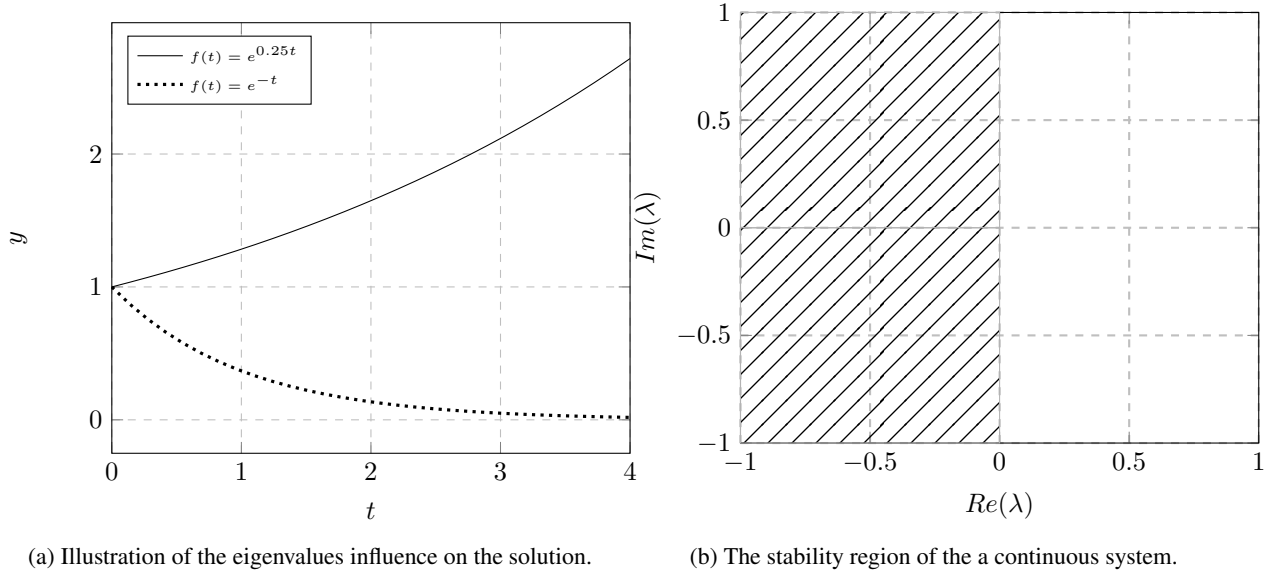 f(t) = e^{0.25t}
f(t) = e^{-t}
y
2
1
0
0 1 2 3 4
t
(a) Illustration of the eigenvalues influence on the solution.
Im(λ)
1
0.5
0
−0.5
−1
−1 −0.5 0 0.5 1
Re(λ)
(b) The stability region of the a continuous system.